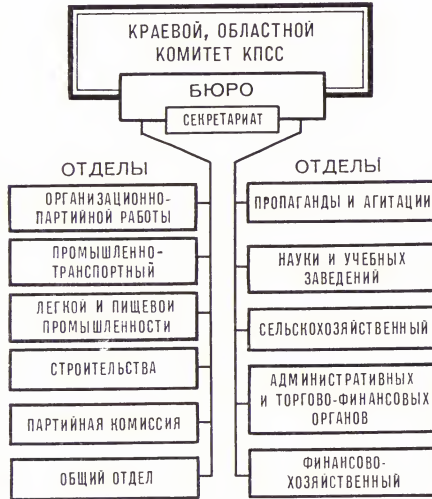 КРАЕВОЙ, ОБЛАСТНОЙ
КОМИТЕТ КПСС
БЮРО
СЕКРЕТАРИАТ
ОТДЕЛЫ
ОРГАНИЗАЦИОННО-
ПАРТИЙНОЙ РАБОТЫ
ПРОМЫШЛЕННО-
ТРАНСПОРТНЫЙ
ЛЕГКОЙ И ПИЩЕВОЙ
ПРОМЫШЛЕННОСТИ
СТРОИТЕЛЬСТВА
ПАРТИЙНАЯ КОМИССИЯ
ОБЩИЙ ОТДЕЛ
ОТДЕЛЫ
ПРОПАГАНДЫ И АГИТАЦИИ
НАУКИ И УЧЕБНЫХ
ЗАВЕДЕНИЙ
СЕЛЬСКОХОЗЯЙСТВЕННЫЙ
АДМИНИСТРАТИВНЫХ
И ТОРГОВО-ФИНАНСОВЫХ
ОРГАНОВ
ФИНАНСОВО-
ХОЗЯЙСТВЕННЫЙ